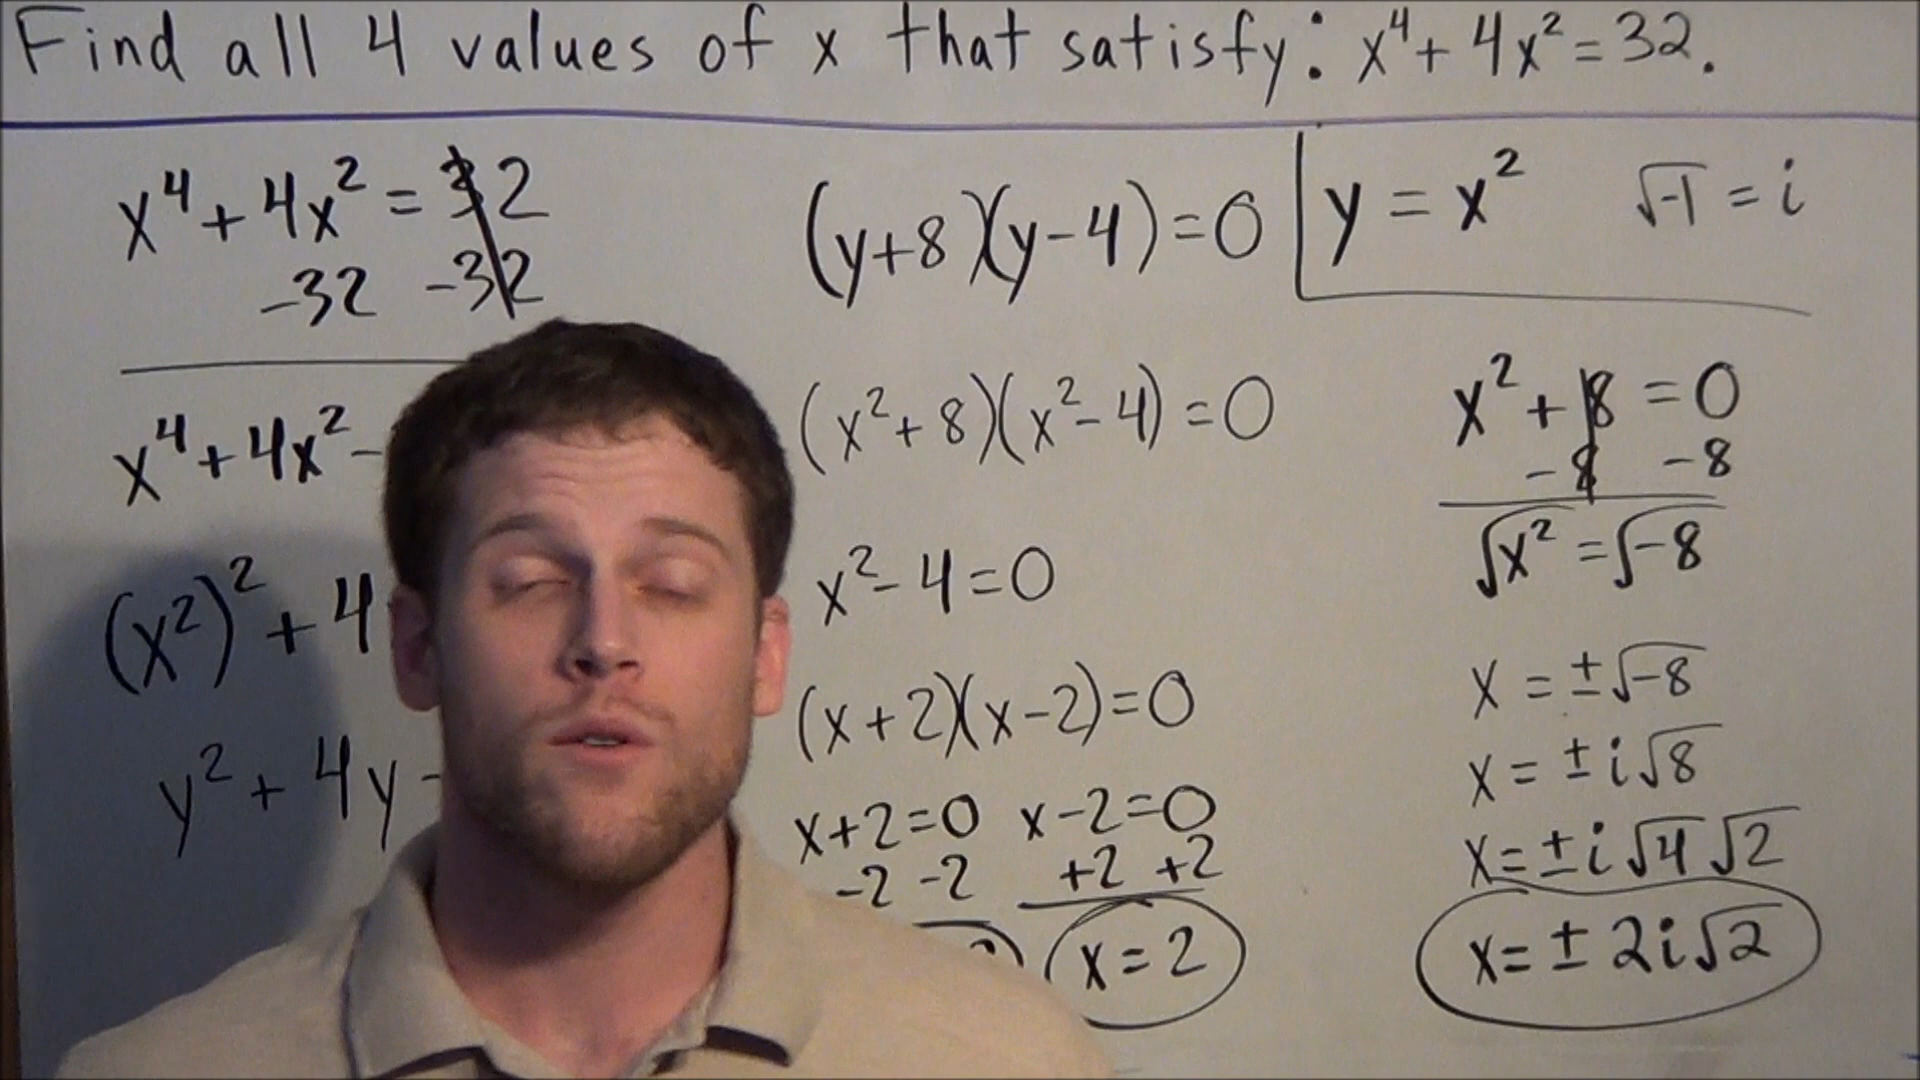 Find all 4 values of x that satisfy: x⁴ + 4x² = 32.
x⁴ + 4x² = 32
-32 -32
x⁴ + 4x² -
(x²)² + 4
y² + 4y -
(y+8)(y-4)=0
(x²+8)(x²-4)=0
x²-4=0
(x+2)(x-2)=0
x+2=0 x-2=0
-2 -2 +2 +2
x=2
y = x² √-1 = i
x² + 8 = 0
-8 -8
√x² = √-8
x = ±√-8
x = ± i√8
x = ± i√4 √2
x = ± 2i√2